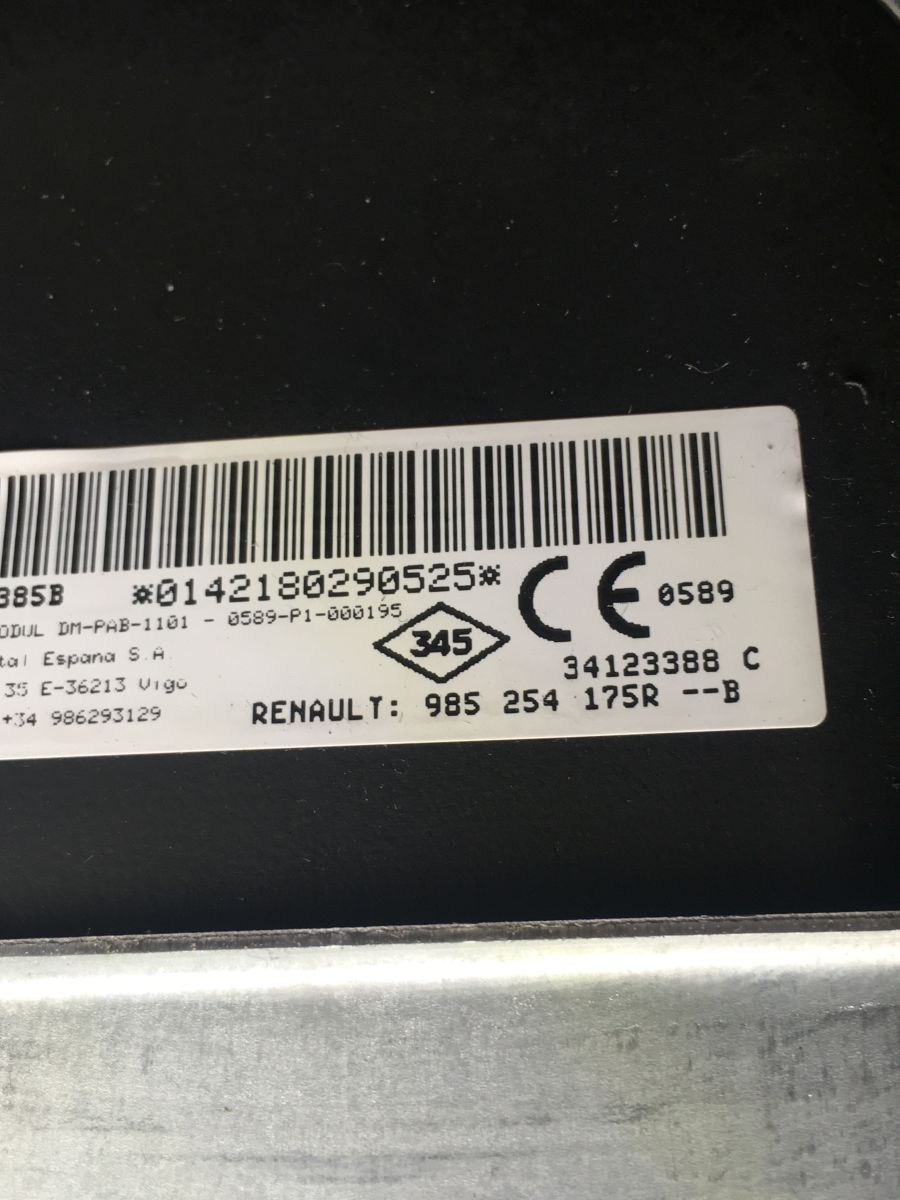 385B *0142180290525* CE 0589
ODUL DM-PAB-1101 - 0589-P1-000195
345
tal Espana S.A.
34123388 C
35 E-36213 Vigo
+34 986293129
RENAULT: 985 254 175R --B